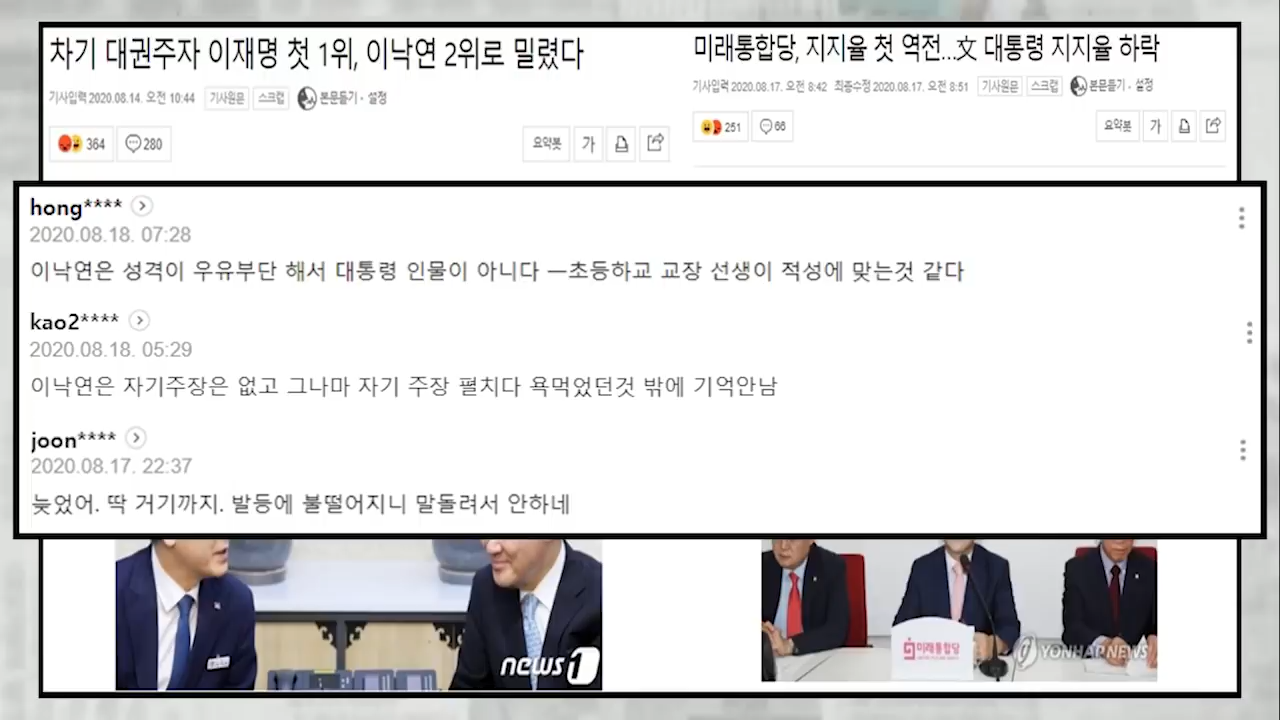 차기 대권주자 이재명 첫 1위, 이낙연 2위로 밀렸다
기사입력 2020.08.14. 오전 10:44 기사원문 스크랩 본문듣기 · 설정
364 280 요약봇 가
미래통합당, 지지율 첫 역전...文 대통령 지지율 하락
기사입력 2020.08.17. 오전 8:42 최종수정 2020.08.17. 오전 8:51 기사원문 스크랩 본문듣기 · 설정
251 66 요약봇 가
hong****
2020.08.18. 07:28
이낙연은 성격이 우유부단 해서 대통령 인물이 아니다 ㅡ초등하교 교장 선생이 적성에 맞는것 같다
kao2****
2020.08.18. 05:29
이낙연은 자기주장은 없고 그나마 자기 주장 펼치다 욕먹었던것 밖에 기억안남
joon****
2020.08.17. 22:37
늦었어. 딱 거기까지. 발등에 불떨어지니 말돌려서 안하네
news1
미래통합당
YONHAP NEWS